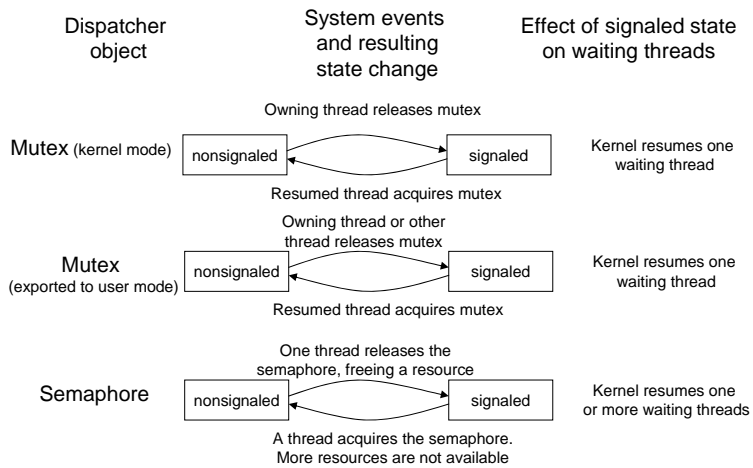 Dispatcher
object
System events
and resulting
state change
Effect of signaled state
on waiting threads
Mutex (kernel mode)
Owning thread releases mutex
nonsignaled
signaled
Resumed thread acquires mutex
Kernel resumes one
waiting thread
Mutex
(exported to user mode)
Owning thread or other
thread releases mutex
nonsignaled
signaled
Resumed thread acquires mutex
Kernel resumes one
waiting thread
Semaphore
One thread releases the
semaphore, freeing a resource
nonsignaled
signaled
A thread acquires the semaphore.
More resources are not available
Kernel resumes one
or more waiting threads